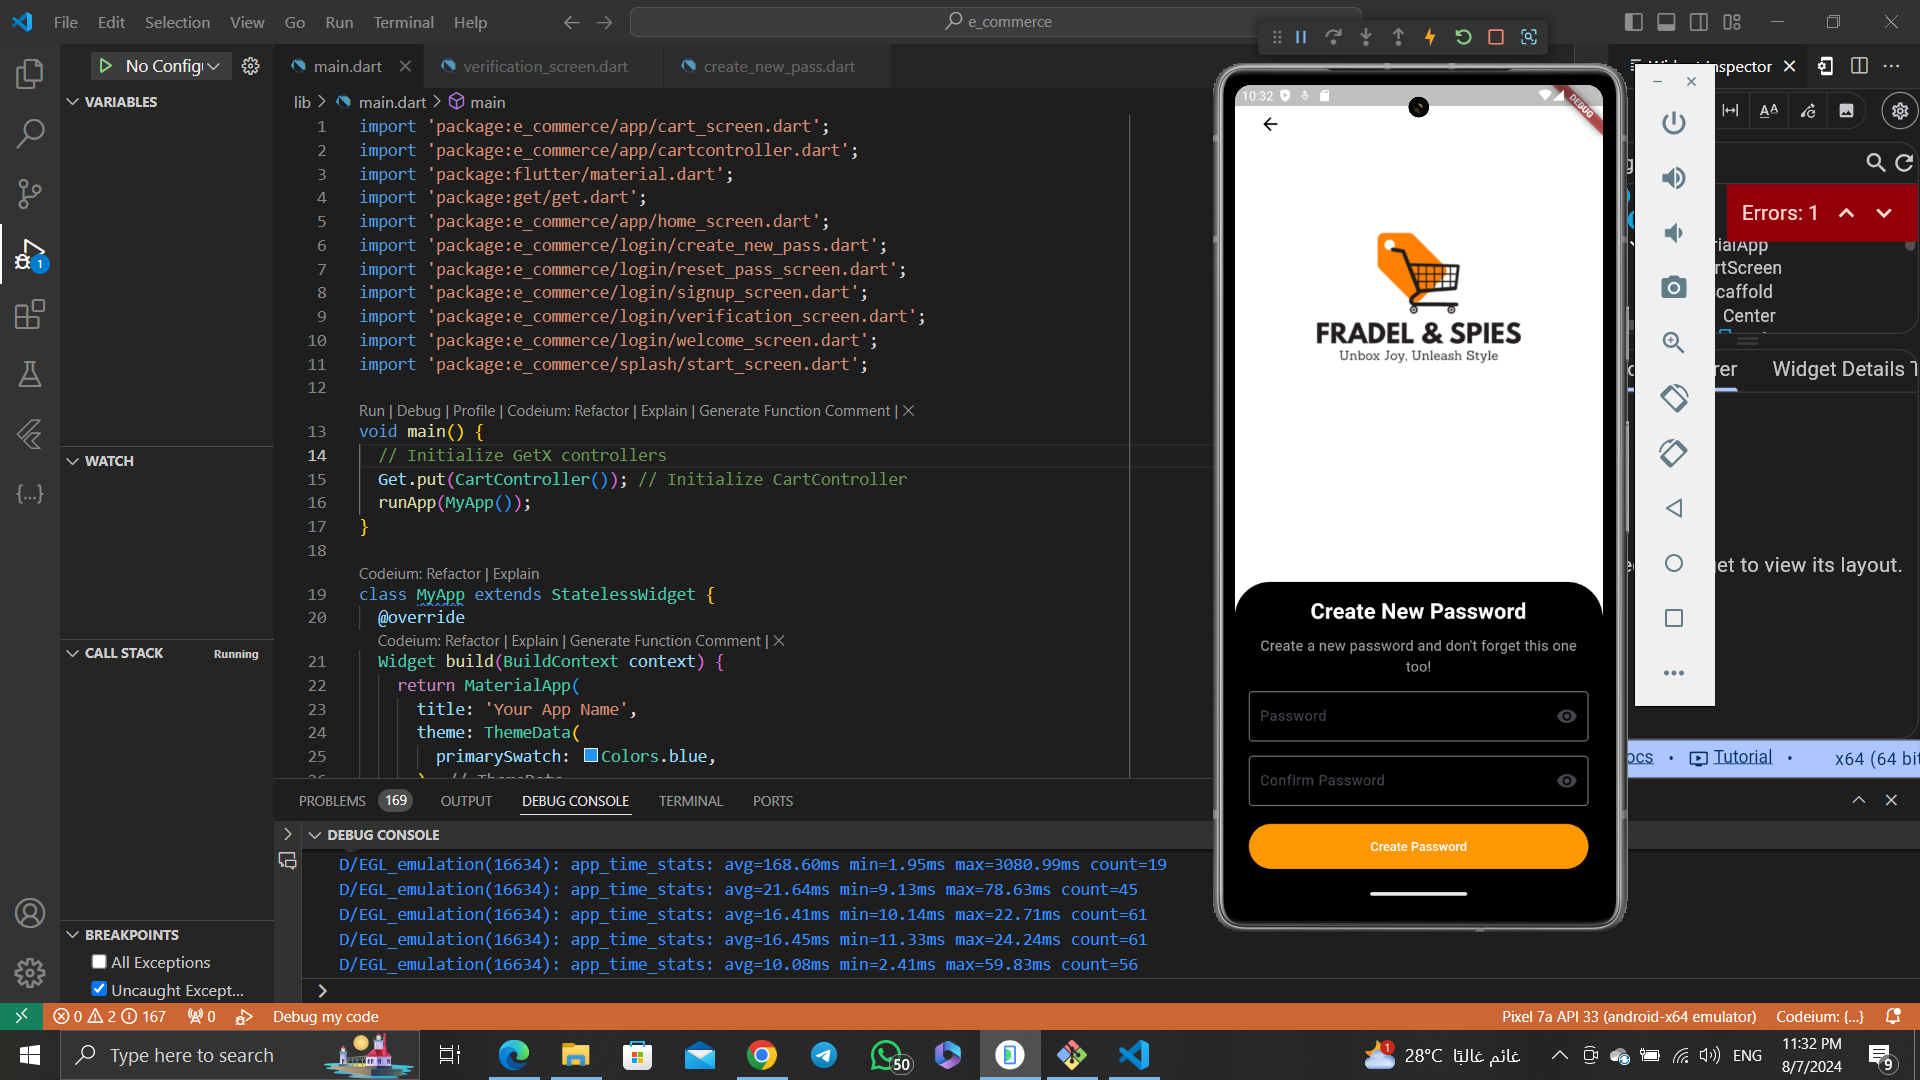 File Edit Selection View Go Run Terminal Help
e_commerce
No Config
main.dart
verification_screen.dart
create_new_pass.dart
Inspector
VARIABLES
lib > main.dart > main
1 import 'package:e_commerce/app/cart_screen.dart';
2 import 'package:e_commerce/app/cartcontroller.dart';
3 import 'package:flutter/material.dart';
4 import 'package:get/get.dart';
5 import 'package:e_commerce/app/home_screen.dart';
6 import 'package:e_commerce/login/create_new_pass.dart';
7 import 'package:e_commerce/login/reset_pass_screen.dart';
8 import 'package:e_commerce/login/signup_screen.dart';
9 import 'package:e_commerce/login/verification_screen.dart';
10 import 'package:e_commerce/login/welcome_screen.dart';
11 import 'package:e_commerce/splash/start_screen.dart';
12
Run | Debug | Profile | Codeium: Refactor | Explain | Generate Function Comment | ×
13 void main() {
14 // Initialize GetX controllers
15 Get.put(CartController()); // Initialize CartController
16 runApp(MyApp());
17 }
18
Codeium: Refactor | Explain
19 class MyApp extends StatelessWidget {
20 @override
Codeium: Refactor | Explain | Generate Function Comment | ×
21 Widget build(BuildContext context) {
22 return MaterialApp(
23 title: 'Your App Name',
24 theme: ThemeData(
25 primarySwatch: Colors.blue,
WATCH
CALL STACK
Running
BREAKPOINTS
All Exceptions
Uncaught Except...
PROBLEMS 169 OUTPUT DEBUG CONSOLE TERMINAL PORTS
DEBUG CONSOLE
D/EGL_emulation(16634): app_time_stats: avg=168.60ms min=1.95ms max=3080.99ms count=19
D/EGL_emulation(16634): app_time_stats: avg=21.64ms min=9.13ms max=78.63ms count=45
D/EGL_emulation(16634): app_time_stats: avg=16.41ms min=10.14ms max=22.71ms count=61
D/EGL_emulation(16634): app_time_stats: avg=16.45ms min=11.33ms max=24.24ms count=61
D/EGL_emulation(16634): app_time_stats: avg=10.08ms min=2.41ms max=59.83ms count=56
10:32
DEBUG
FRADEL & SPIES
Unbox Joy, Unleash Style
Create New Password
Create a new password and don't forget this one
too!
Password
Confirm Password
Create Password
Errors: 1
ialApp
rtScreen
caffold
Center
rer
Widget Details T
et to view its layout.
ocs • Tutorial •
x64 (64 bit
0 2 167 0 Debug my code
Pixel 7a API 33 (android-x64 emulator) Codeium: {...}
Type here to search
50
1
28°C غائم غالبًا
ENG
11:32 PM
8/7/2024
9